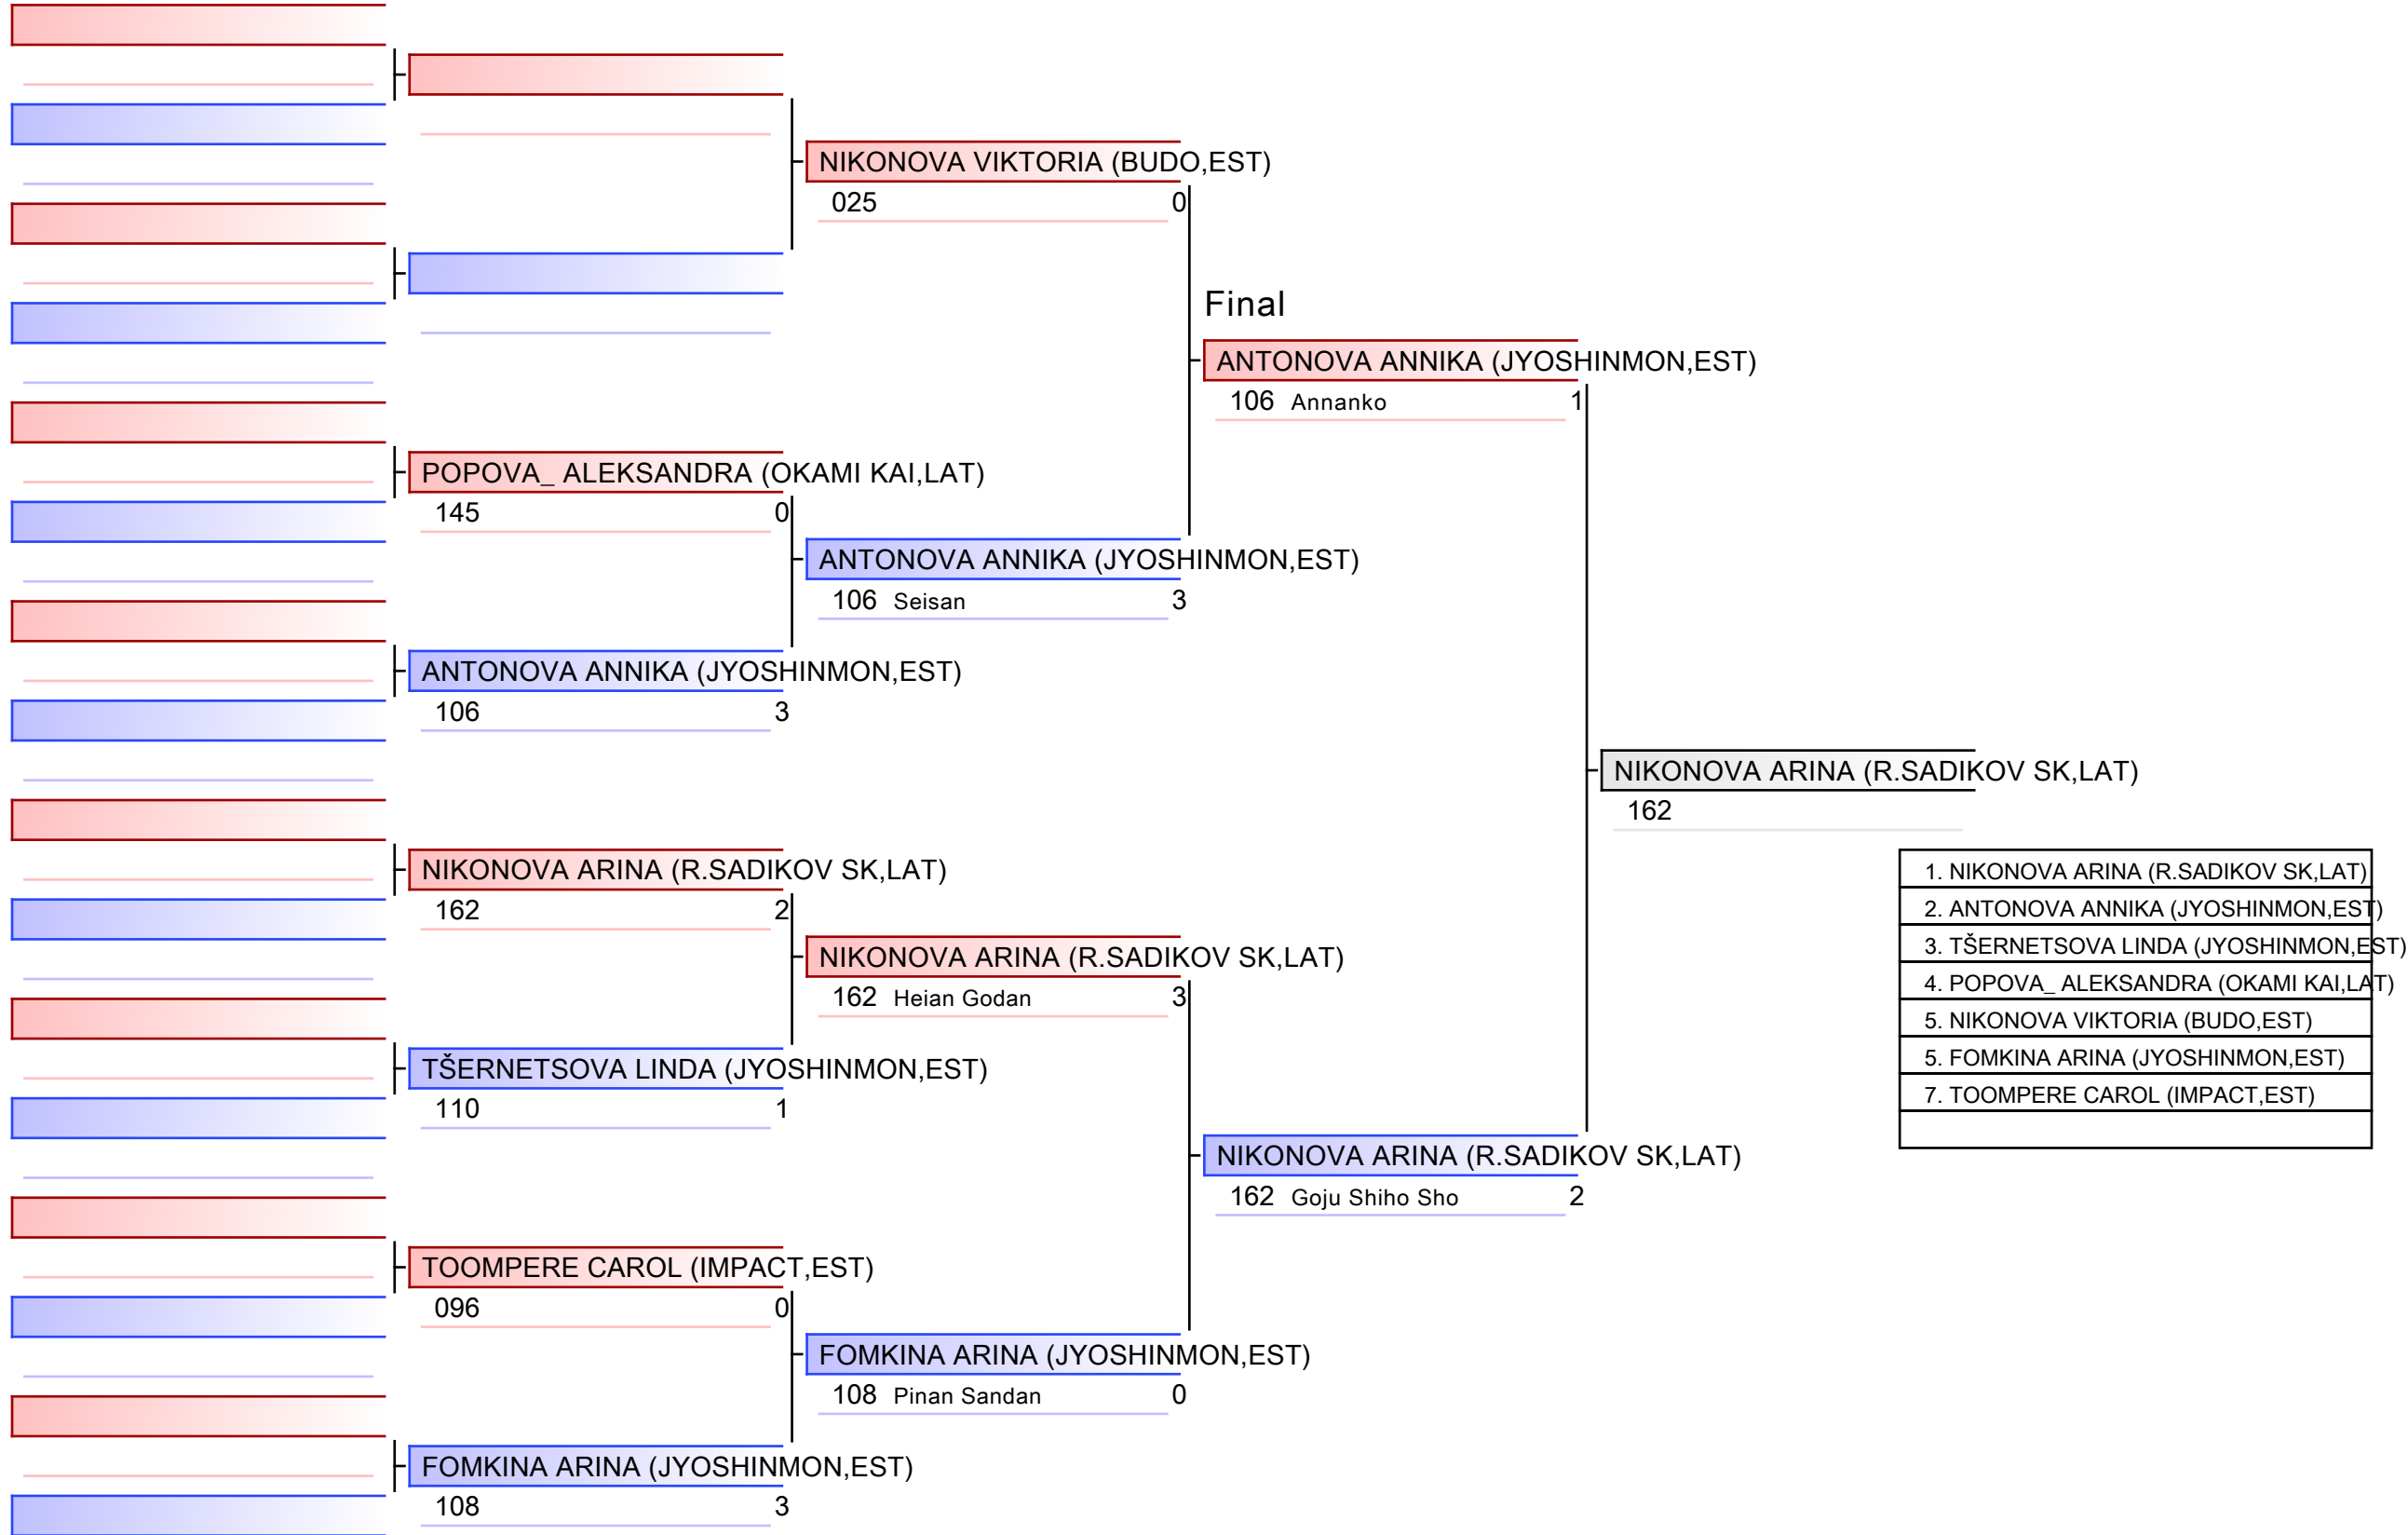 NIKONOVA VIKTORIA (BUDO,EST)
025 0
Final
ANTONOVA ANNIKA (JYOSHINMON,EST)
106 Annanko 1
POPOVA_ ALEKSANDRA (OKAMI KAI,LAT)
145 0
ANTONOVA ANNIKA (JYOSHINMON,EST)
106 Seisan 3
ANTONOVA ANNIKA (JYOSHINMON,EST)
106 3
NIKONOVA ARINA (R.SADIKOV SK,LAT)
162
NIKONOVA ARINA (R.SADIKOV SK,LAT)
162 2
NIKONOVA ARINA (R.SADIKOV SK,LAT)
162 Heian Godan 3
TŠERNETSOVA LINDA (JYOSHINMON,EST)
110 1
NIKONOVA ARINA (R.SADIKOV SK,LAT)
162 Goju Shiho Sho 2
TOOMPERE CAROL (IMPACT,EST)
096 0
FOMKINA ARINA (JYOSHINMON,EST)
108 Pinan Sandan 0
FOMKINA ARINA (JYOSHINMON,EST)
108 3
1. NIKONOVA ARINA (R.SADIKOV SK,LAT)
2. ANTONOVA ANNIKA (JYOSHINMON,EST)
3. TŠERNETSOVA LINDA (JYOSHINMON,EST)
4. POPOVA_ ALEKSANDRA (OKAMI KAI,LAT)
5. NIKONOVA VIKTORIA (BUDO,EST)
5. FOMKINA ARINA (JYOSHINMON,EST)
7. TOOMPERE CAROL (IMPACT,EST)